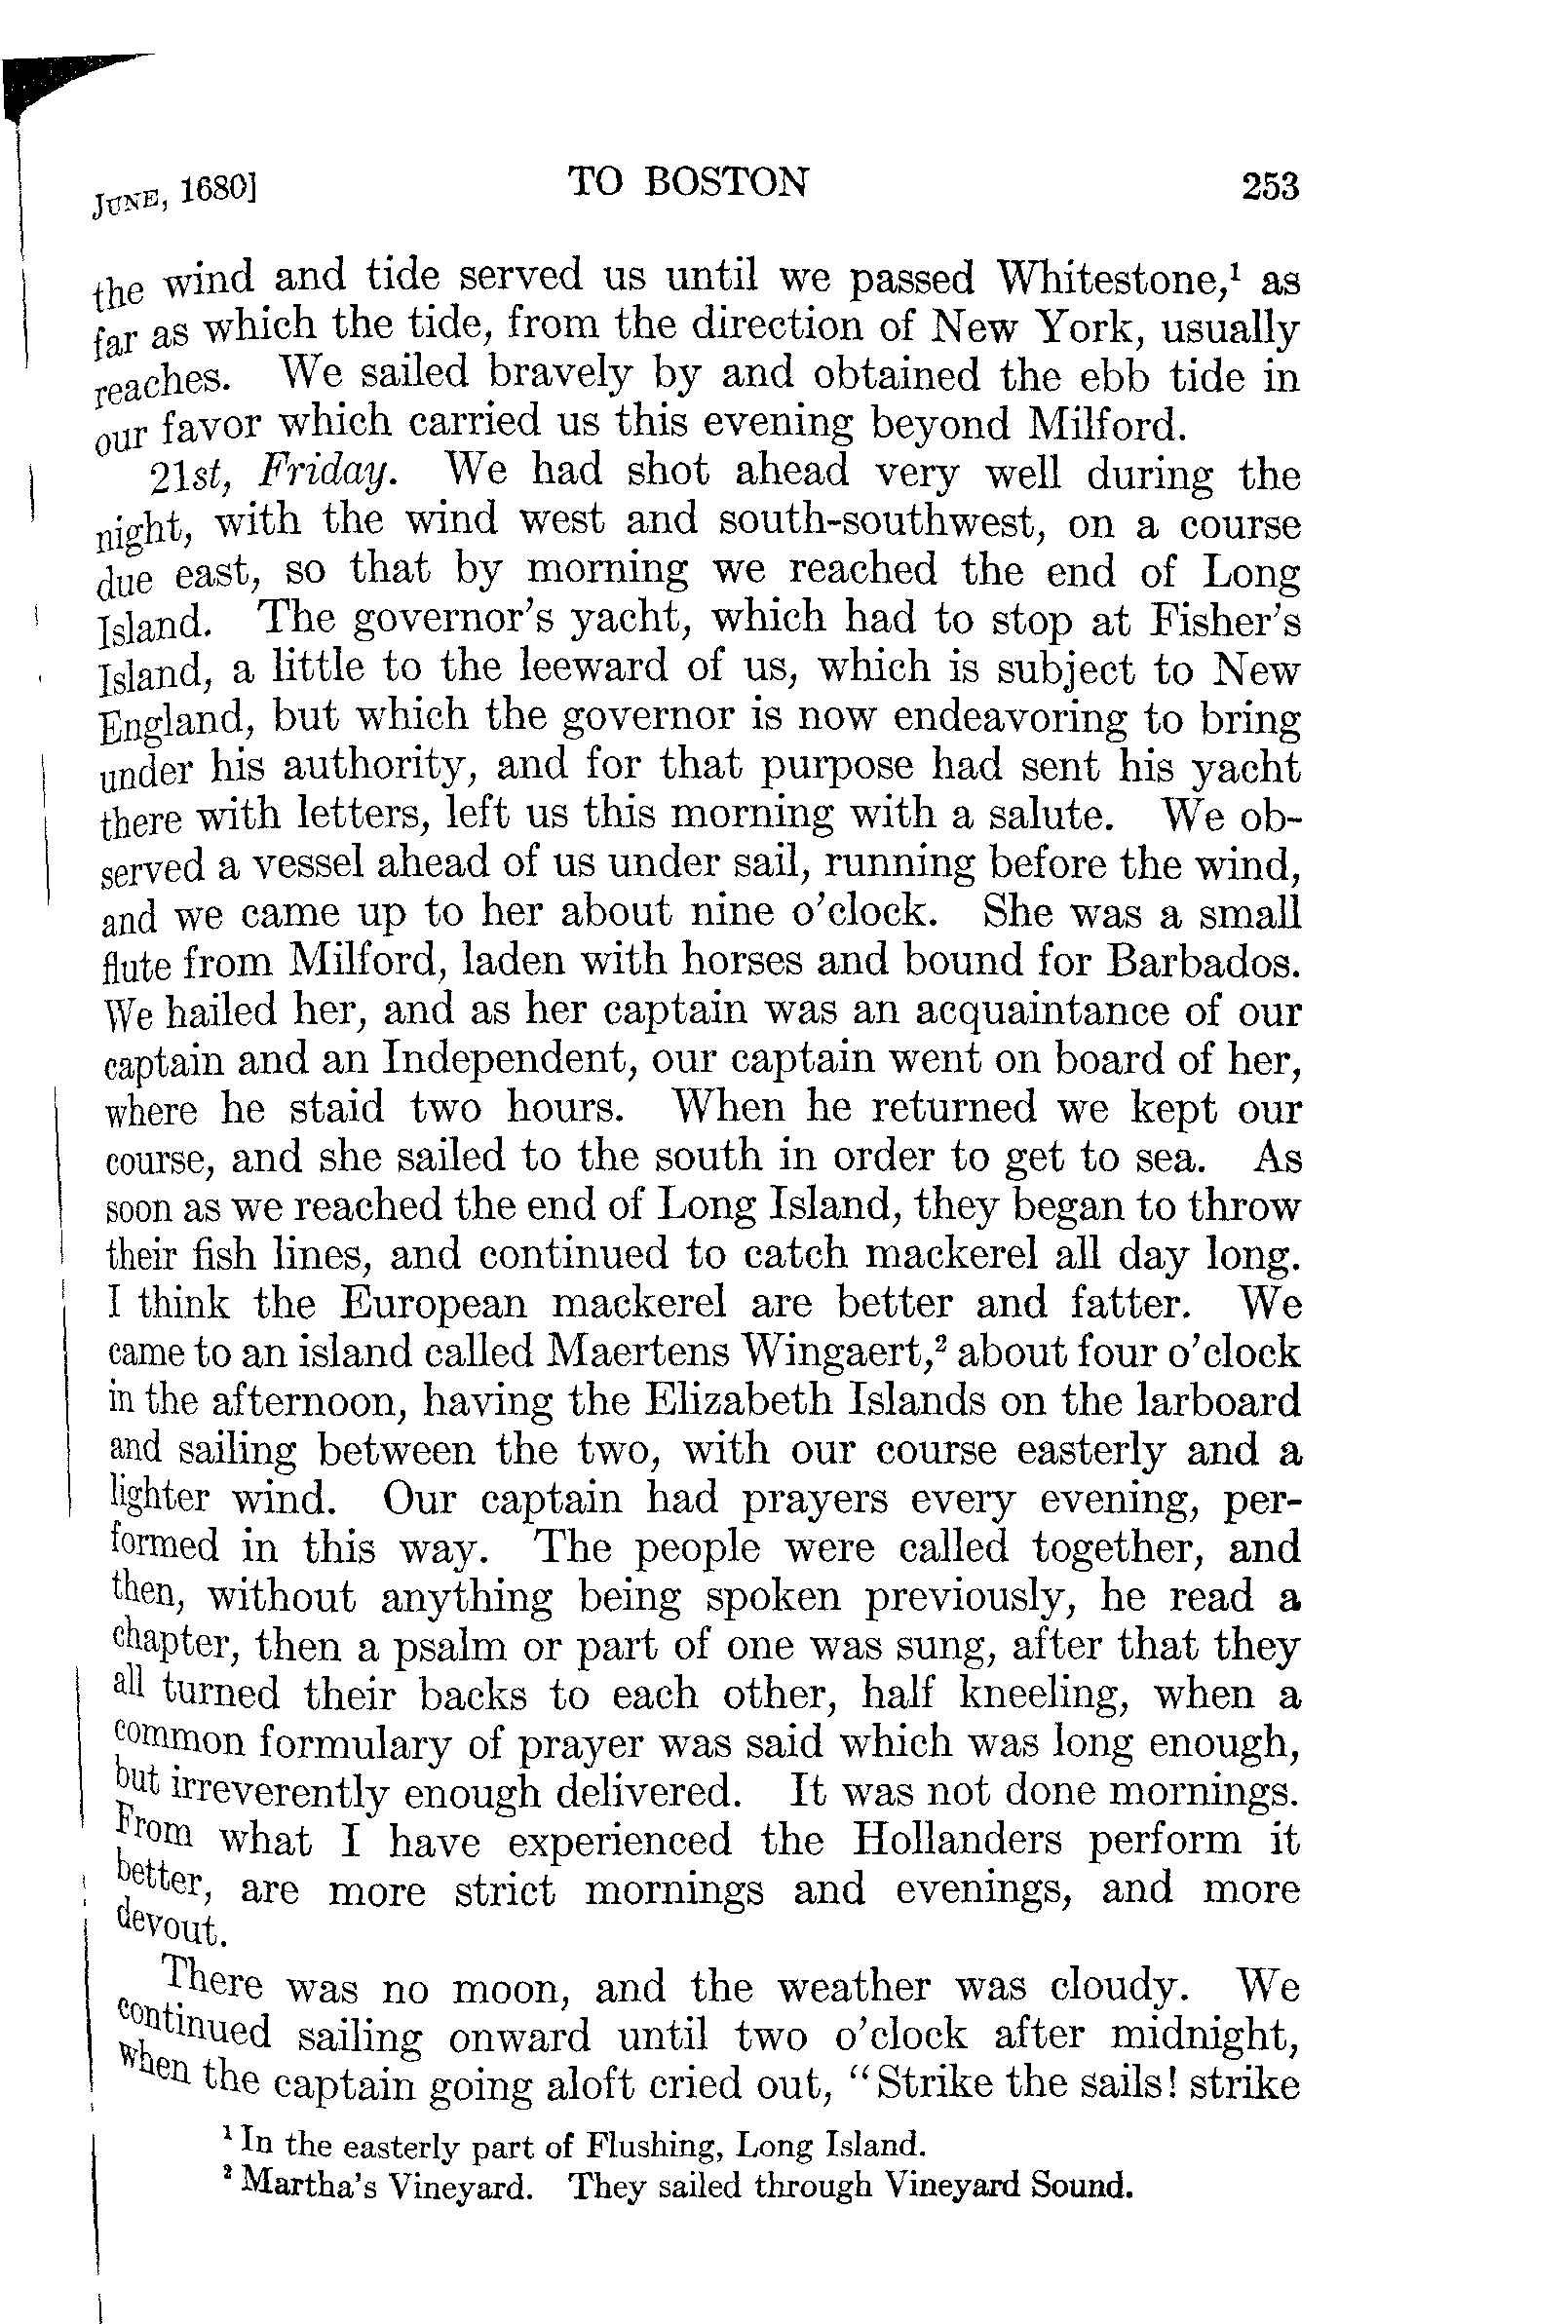 JUNE, 1680] TO BOSTON 253
the wind and tide served us until we passed Whitestone,¹ as
far as which the tide, from the direction of New York, usually
reaches. We sailed bravely by and obtained the ebb tide in
our favor which carried us this evening beyond Milford.
21st, Friday. We had shot ahead very well during the
night, with the wind west and south-southwest, on a course
due east, so that by morning we reached the end of Long
Island. The governor's yacht, which had to stop at Fisher's
Island, a little to the leeward of us, which is subject to New
England, but which the governor is now endeavoring to bring
under his authority, and for that purpose had sent his yacht
there with letters, left us this morning with a salute. We ob-
served a vessel ahead of us under sail, running before the wind,
and we came up to her about nine o'clock. She was a small
flute from Milford, laden with horses and bound for Barbados.
We hailed her, and as her captain was an acquaintance of our
captain and an Independent, our captain went on board of her,
where he staid two hours. When he returned we kept our
course, and she sailed to the south in order to get to sea. As
soon as we reached the end of Long Island, they began to throw
their fish lines, and continued to catch mackerel all day long.
I think the European mackerel are better and fatter. We
came to an island called Maertens Wingaert,² about four o'clock
in the afternoon, having the Elizabeth Islands on the larboard
and sailing between the two, with our course easterly and a
lighter wind. Our captain had prayers every evening, per-
formed in this way. The people were called together, and
then, without anything being spoken previously, he read a
chapter, then a psalm or part of one was sung, after that they
all turned their backs to each other, half kneeling, when a
common formulary of prayer was said which was long enough,
but irreverently enough delivered. It was not done mornings.
From what I have experienced the Hollanders perform it
better, are more strict mornings and evenings, and more
devout.
There was no moon, and the weather was cloudy. We
continued sailing onward until two o'clock after midnight,
when the captain going aloft cried out, "Strike the sails! strike
¹ In the easterly part of Flushing, Long Island.
² Martha's Vineyard. They sailed through Vineyard Sound.